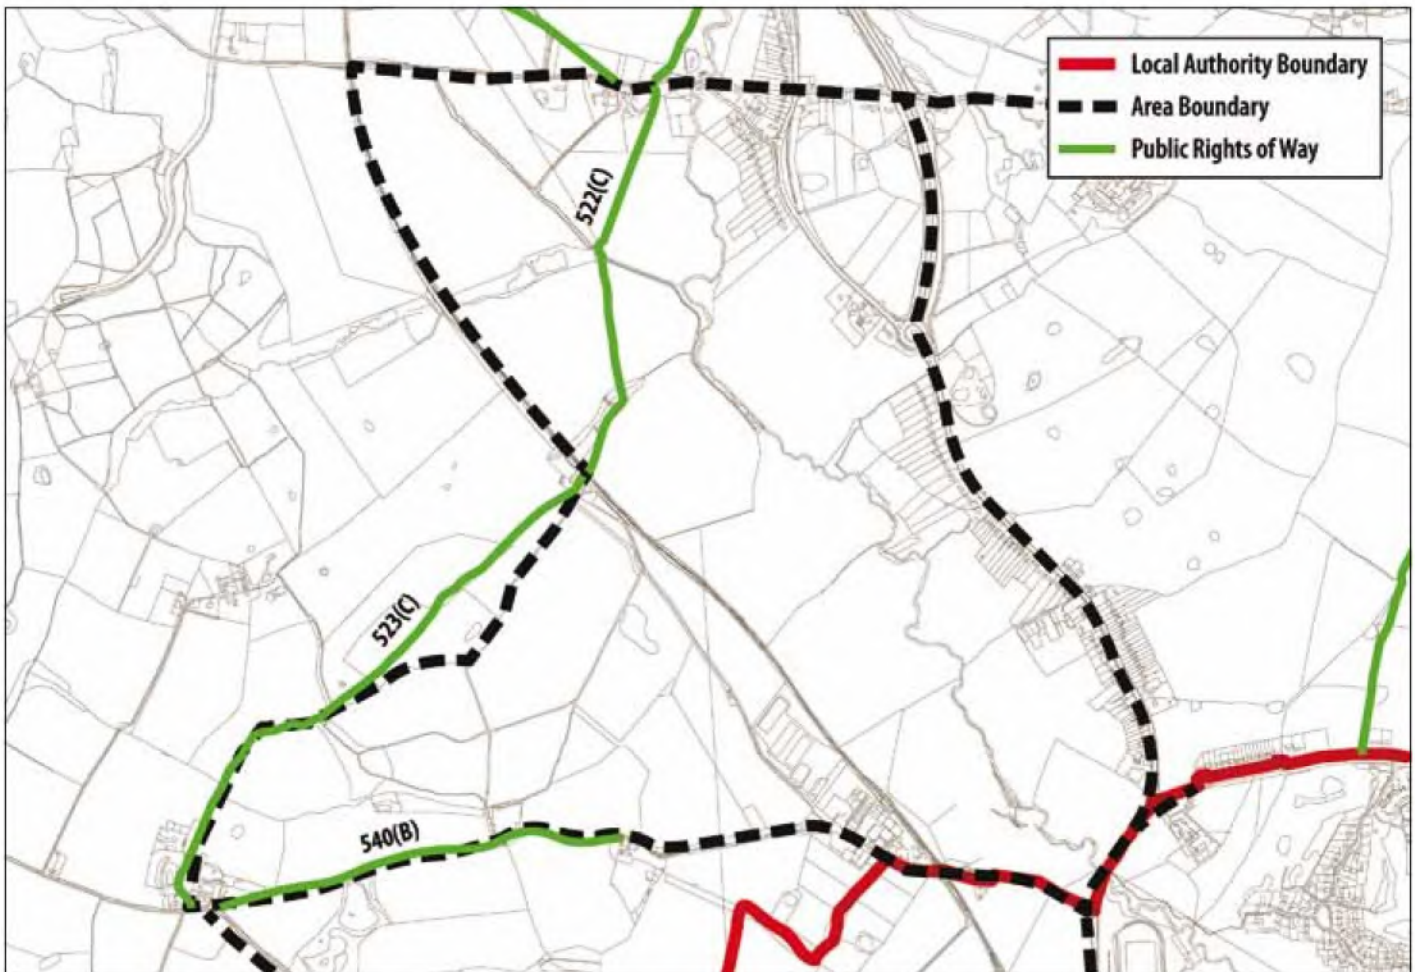 Local Authority Boundary
Area Boundary
Public Rights of Way
522(C)
523(C)
540(B)